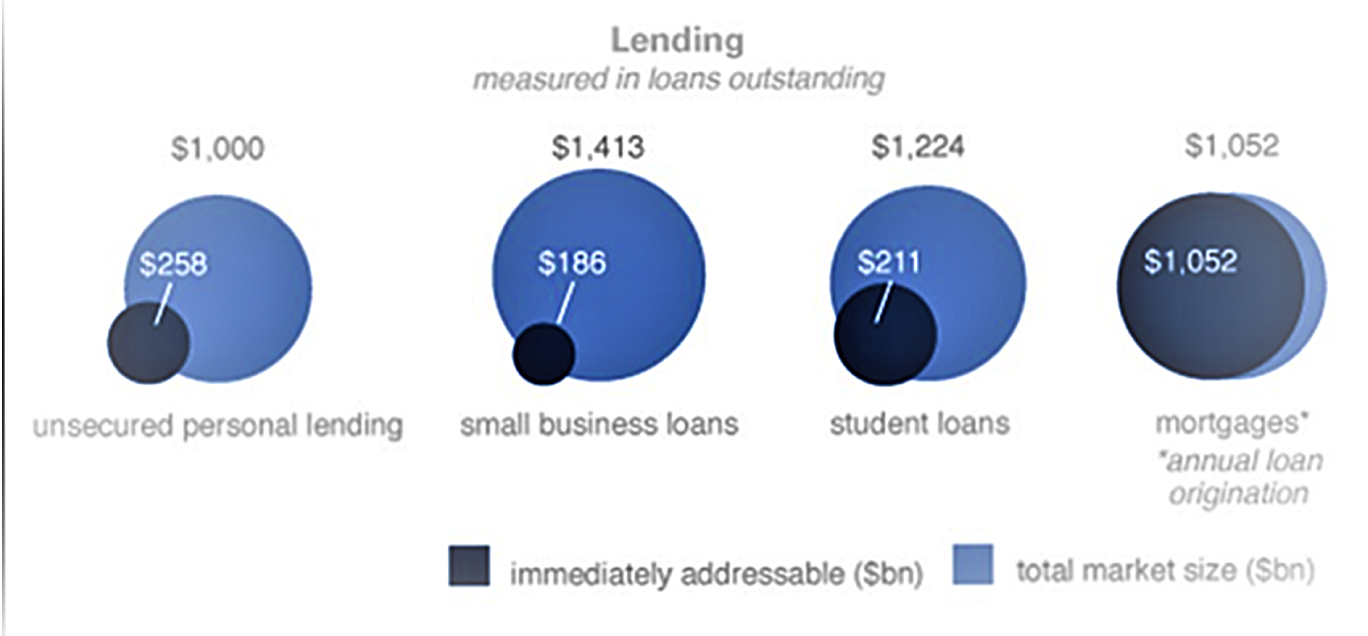 Lending
measured in loans outstanding
$1,000
$1,413
$1,224
$1,052
$258
$186
$211
$1,052
unsecured personal lending
small business loans
student loans
mortgages*
*annual loan
origination
immediately addressable ($bn)
total market size ($bn)